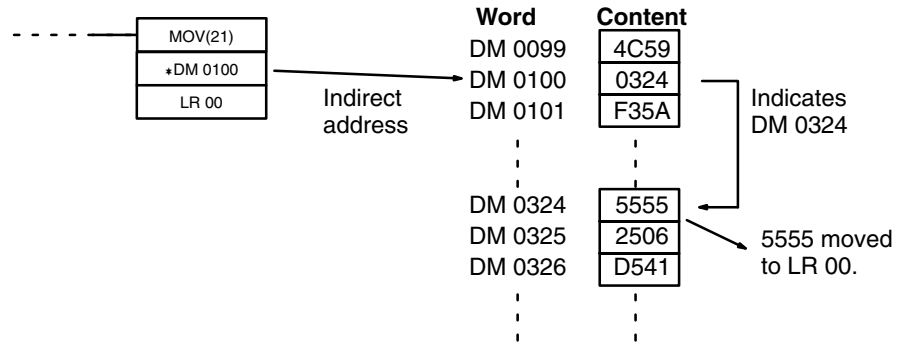 MOV(21)
*DM 0100
LR 00
Indirect
address
Word Content
DM 0099 4C59
DM 0100 0324
DM 0101 F35A
Indicates
DM 0324
DM 0324 5555
DM 0325 2506
DM 0326 D541
5555 moved
to LR 00.